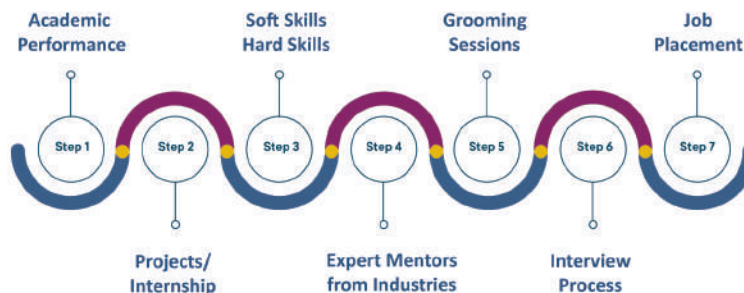 Academic
Performance
Soft Skills
Hard Skills
Grooming
Sessions
Job
Placement
Step 1
Step 2
Step 3
Step 4
Step 5
Step 6
Step 7
Projects/
Internship
Expert Mentors
from Industries
Interview
Process